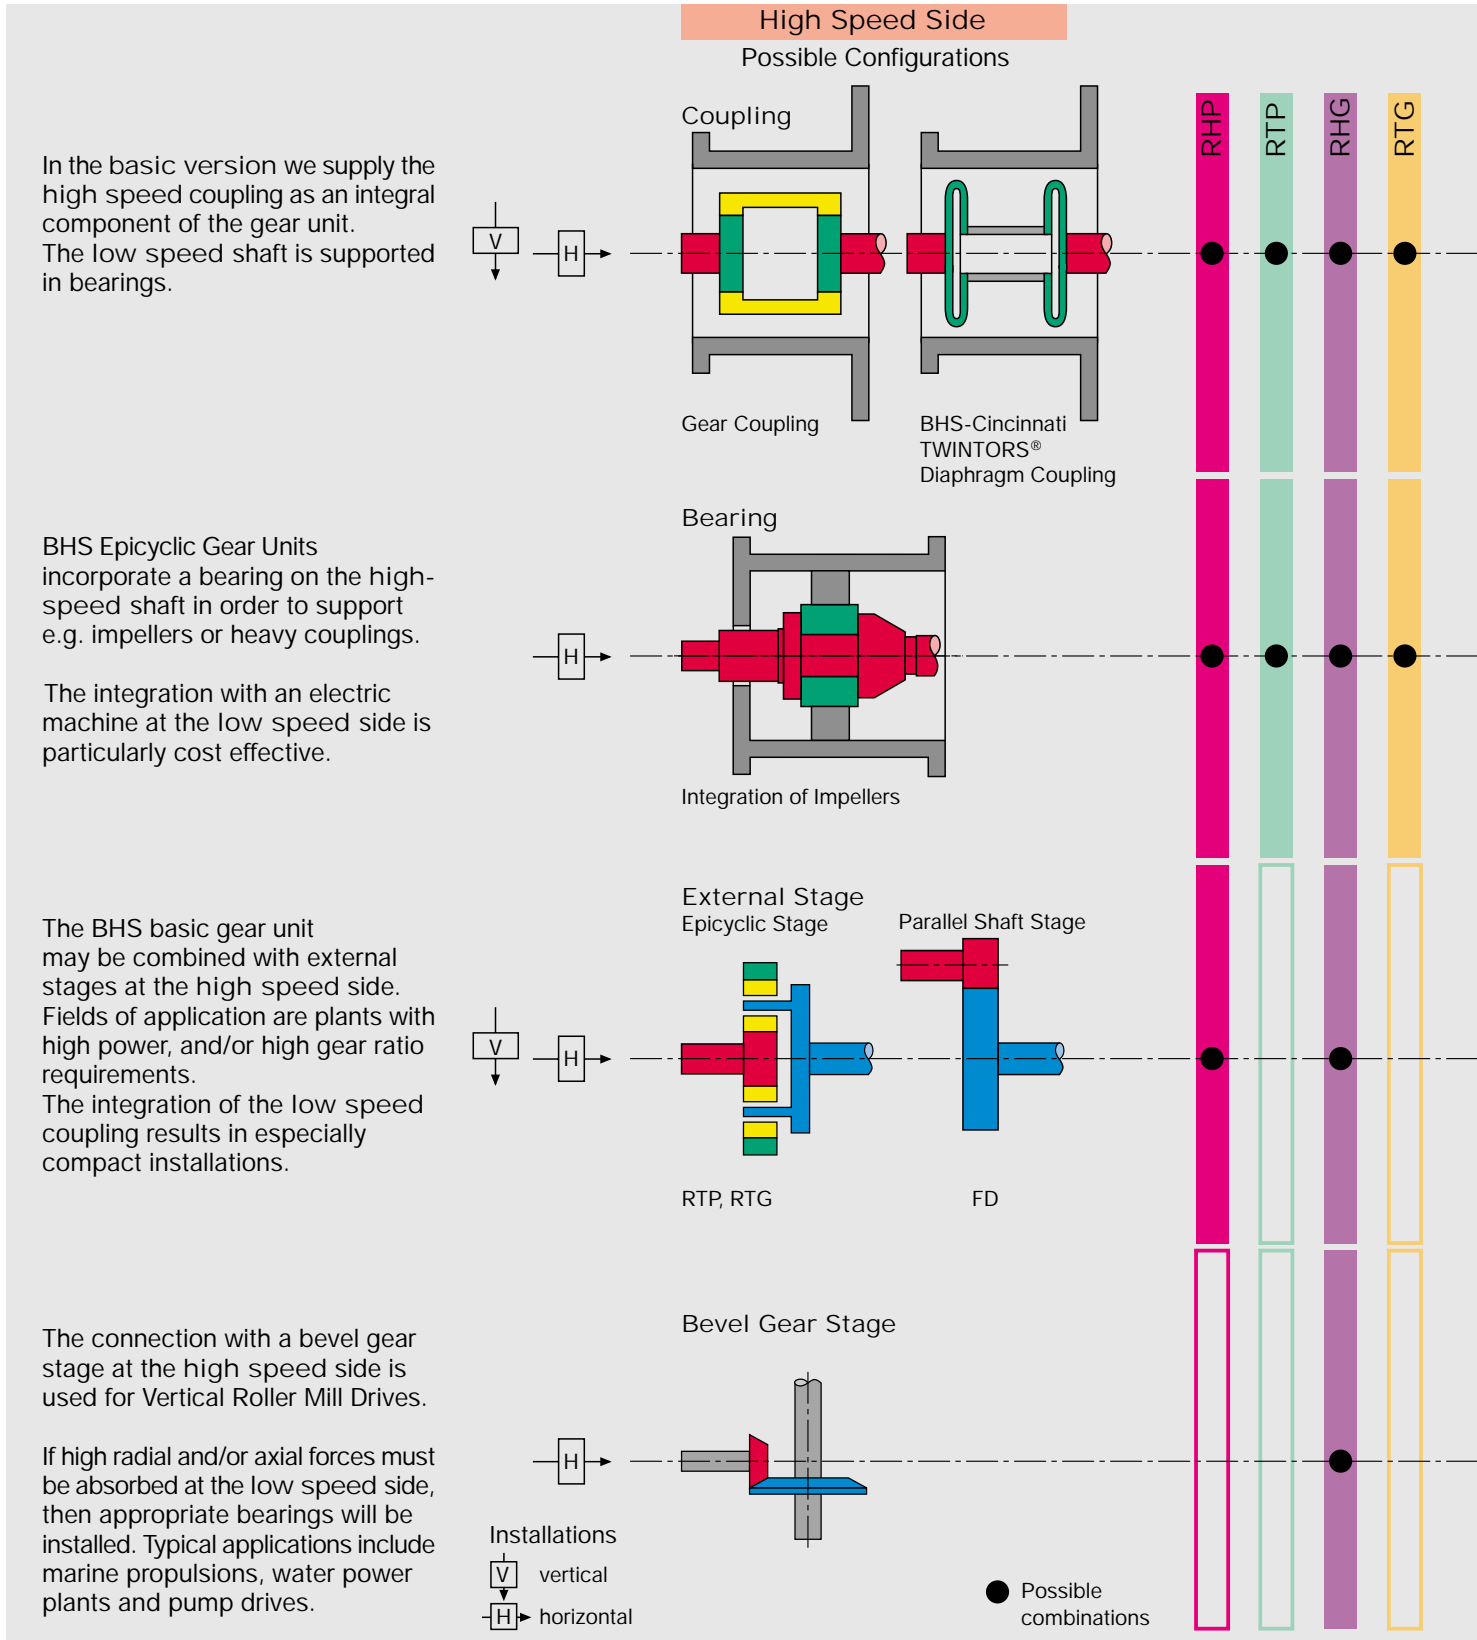 High Speed Side
Possible Configurations
RHP
RTP
RHG
RTG
Coupling
In the basic version we supply the
high speed coupling as an integral
component of the gear unit.
The low speed shaft is supported
in bearings.
V
H
Gear Coupling
BHS-Cincinnati
TWINTORS®
Diaphragm Coupling
Bearing
BHS Epicyclic Gear Units
incorporate a bearing on the high-
speed shaft in order to support
e.g. impellers or heavy couplings.
The integration with an electric
machine at the low speed side is
particularly cost effective.
H
Integration of Impellers
External Stage
Epicyclic Stage
Parallel Shaft Stage
The BHS basic gear unit
may be combined with external
stages at the high speed side.
Fields of application are plants with
high power, and/or high gear ratio
requirements.
The integration of the low speed
coupling results in especially
compact installations.
V
H
RTP, RTG
FD
Bevel Gear Stage
The connection with a bevel gear
stage at the high speed side is
used for Vertical Roller Mill Drives.
If high radial and/or axial forces must
be absorbed at the low speed side,
then appropriate bearings will be
installed. Typical applications include
marine propulsions, water power
plants and pump drives.
H
Installations
V vertical
H horizontal
Possible
combinations